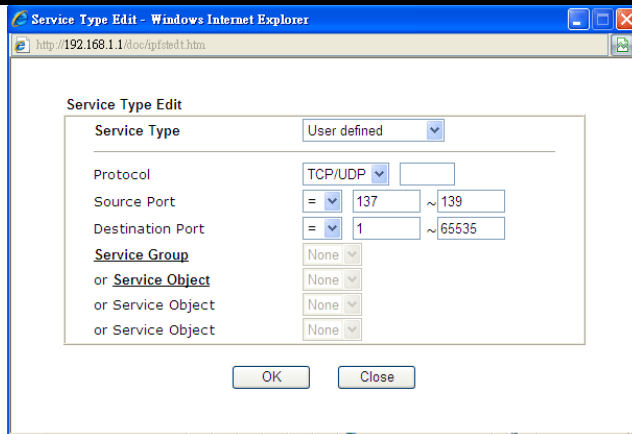 Service Type Edit - Windows Internet Explorer
http://192.168.1.1/doc/ipfstedt.htm
Service Type Edit
Service Type User defined
Protocol TCP/UDP
Source Port = 137 ~ 139
Destination Port = 1 ~ 65535
Service Group None
or Service Object None
or Service Object None
or Service Object None
OK Close